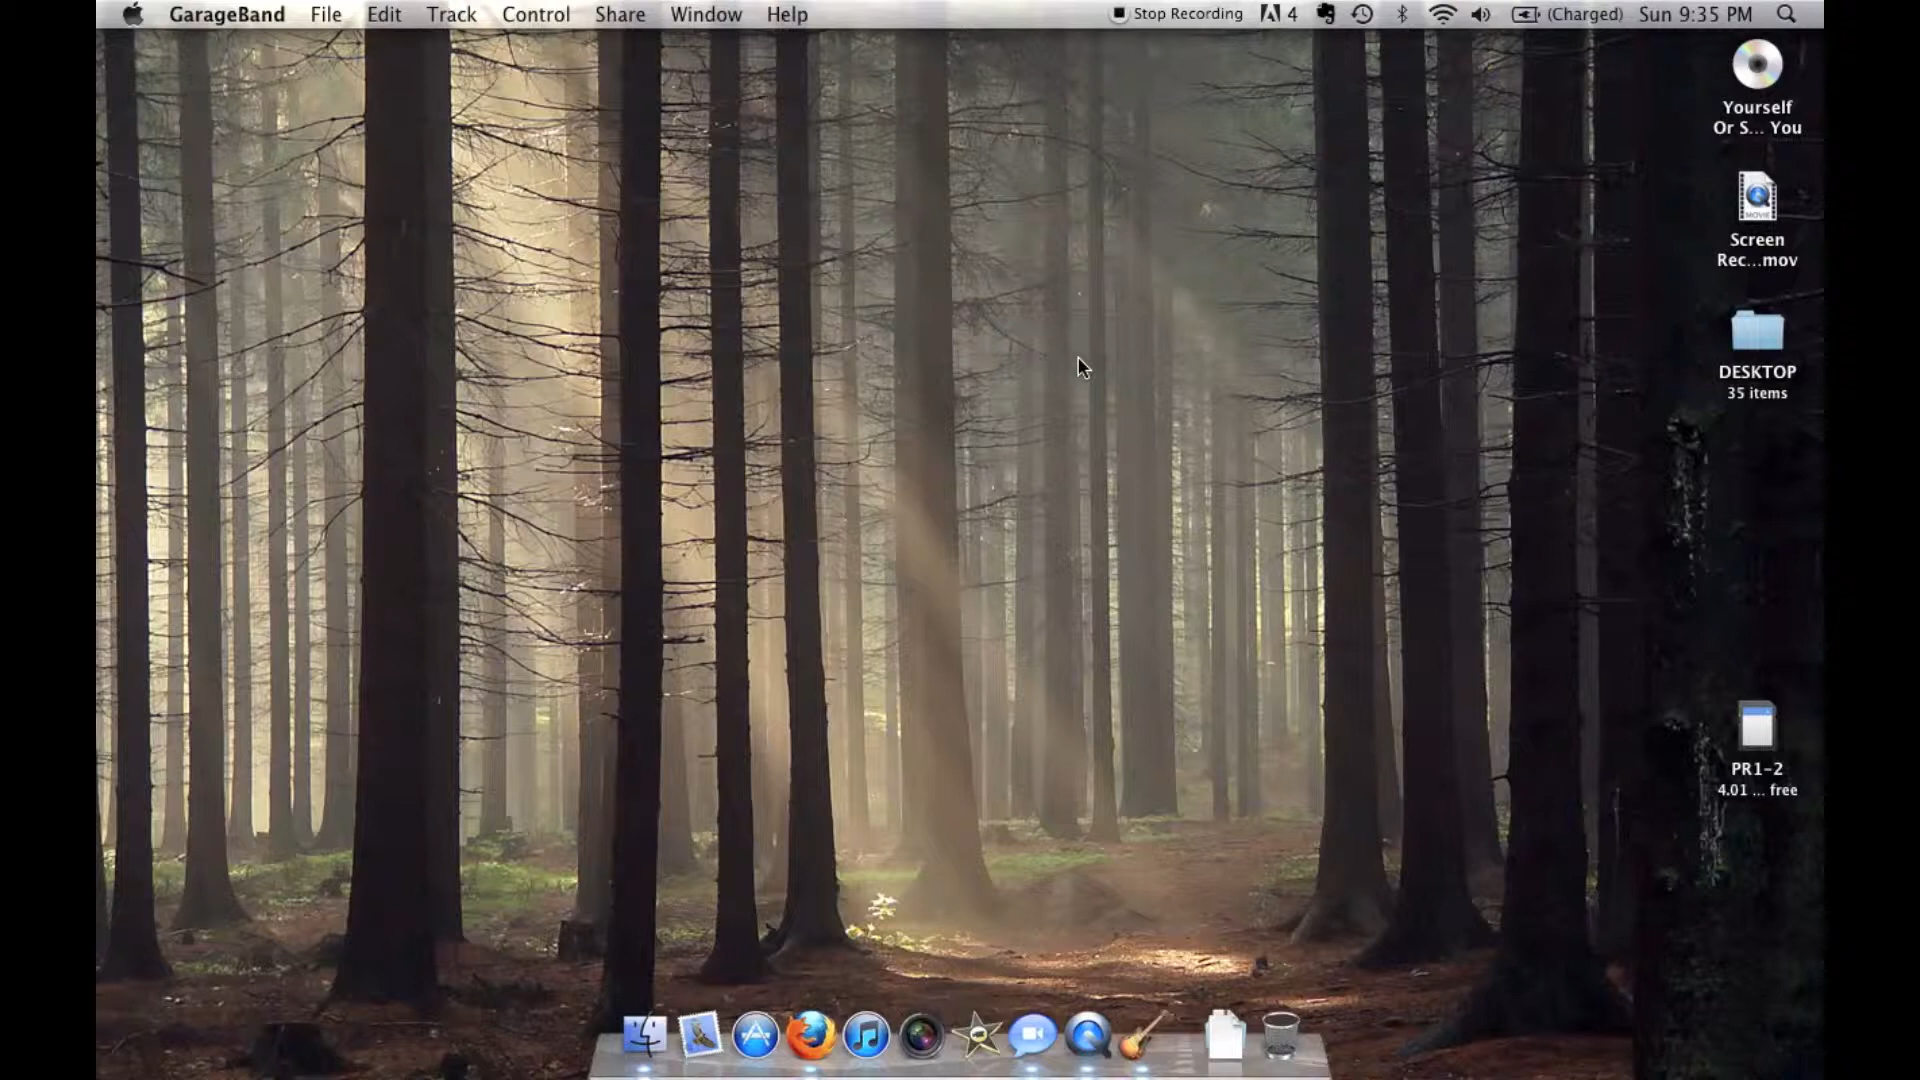 GarageBand File Edit Track Control Share Window Help Stop Recording 4 (Charged) Sun 9:35 PM
Yourself
Or S... You
MOVIE
Screen
Rec...mov
DESKTOP
35 items
PR1-2
4.01 ... free